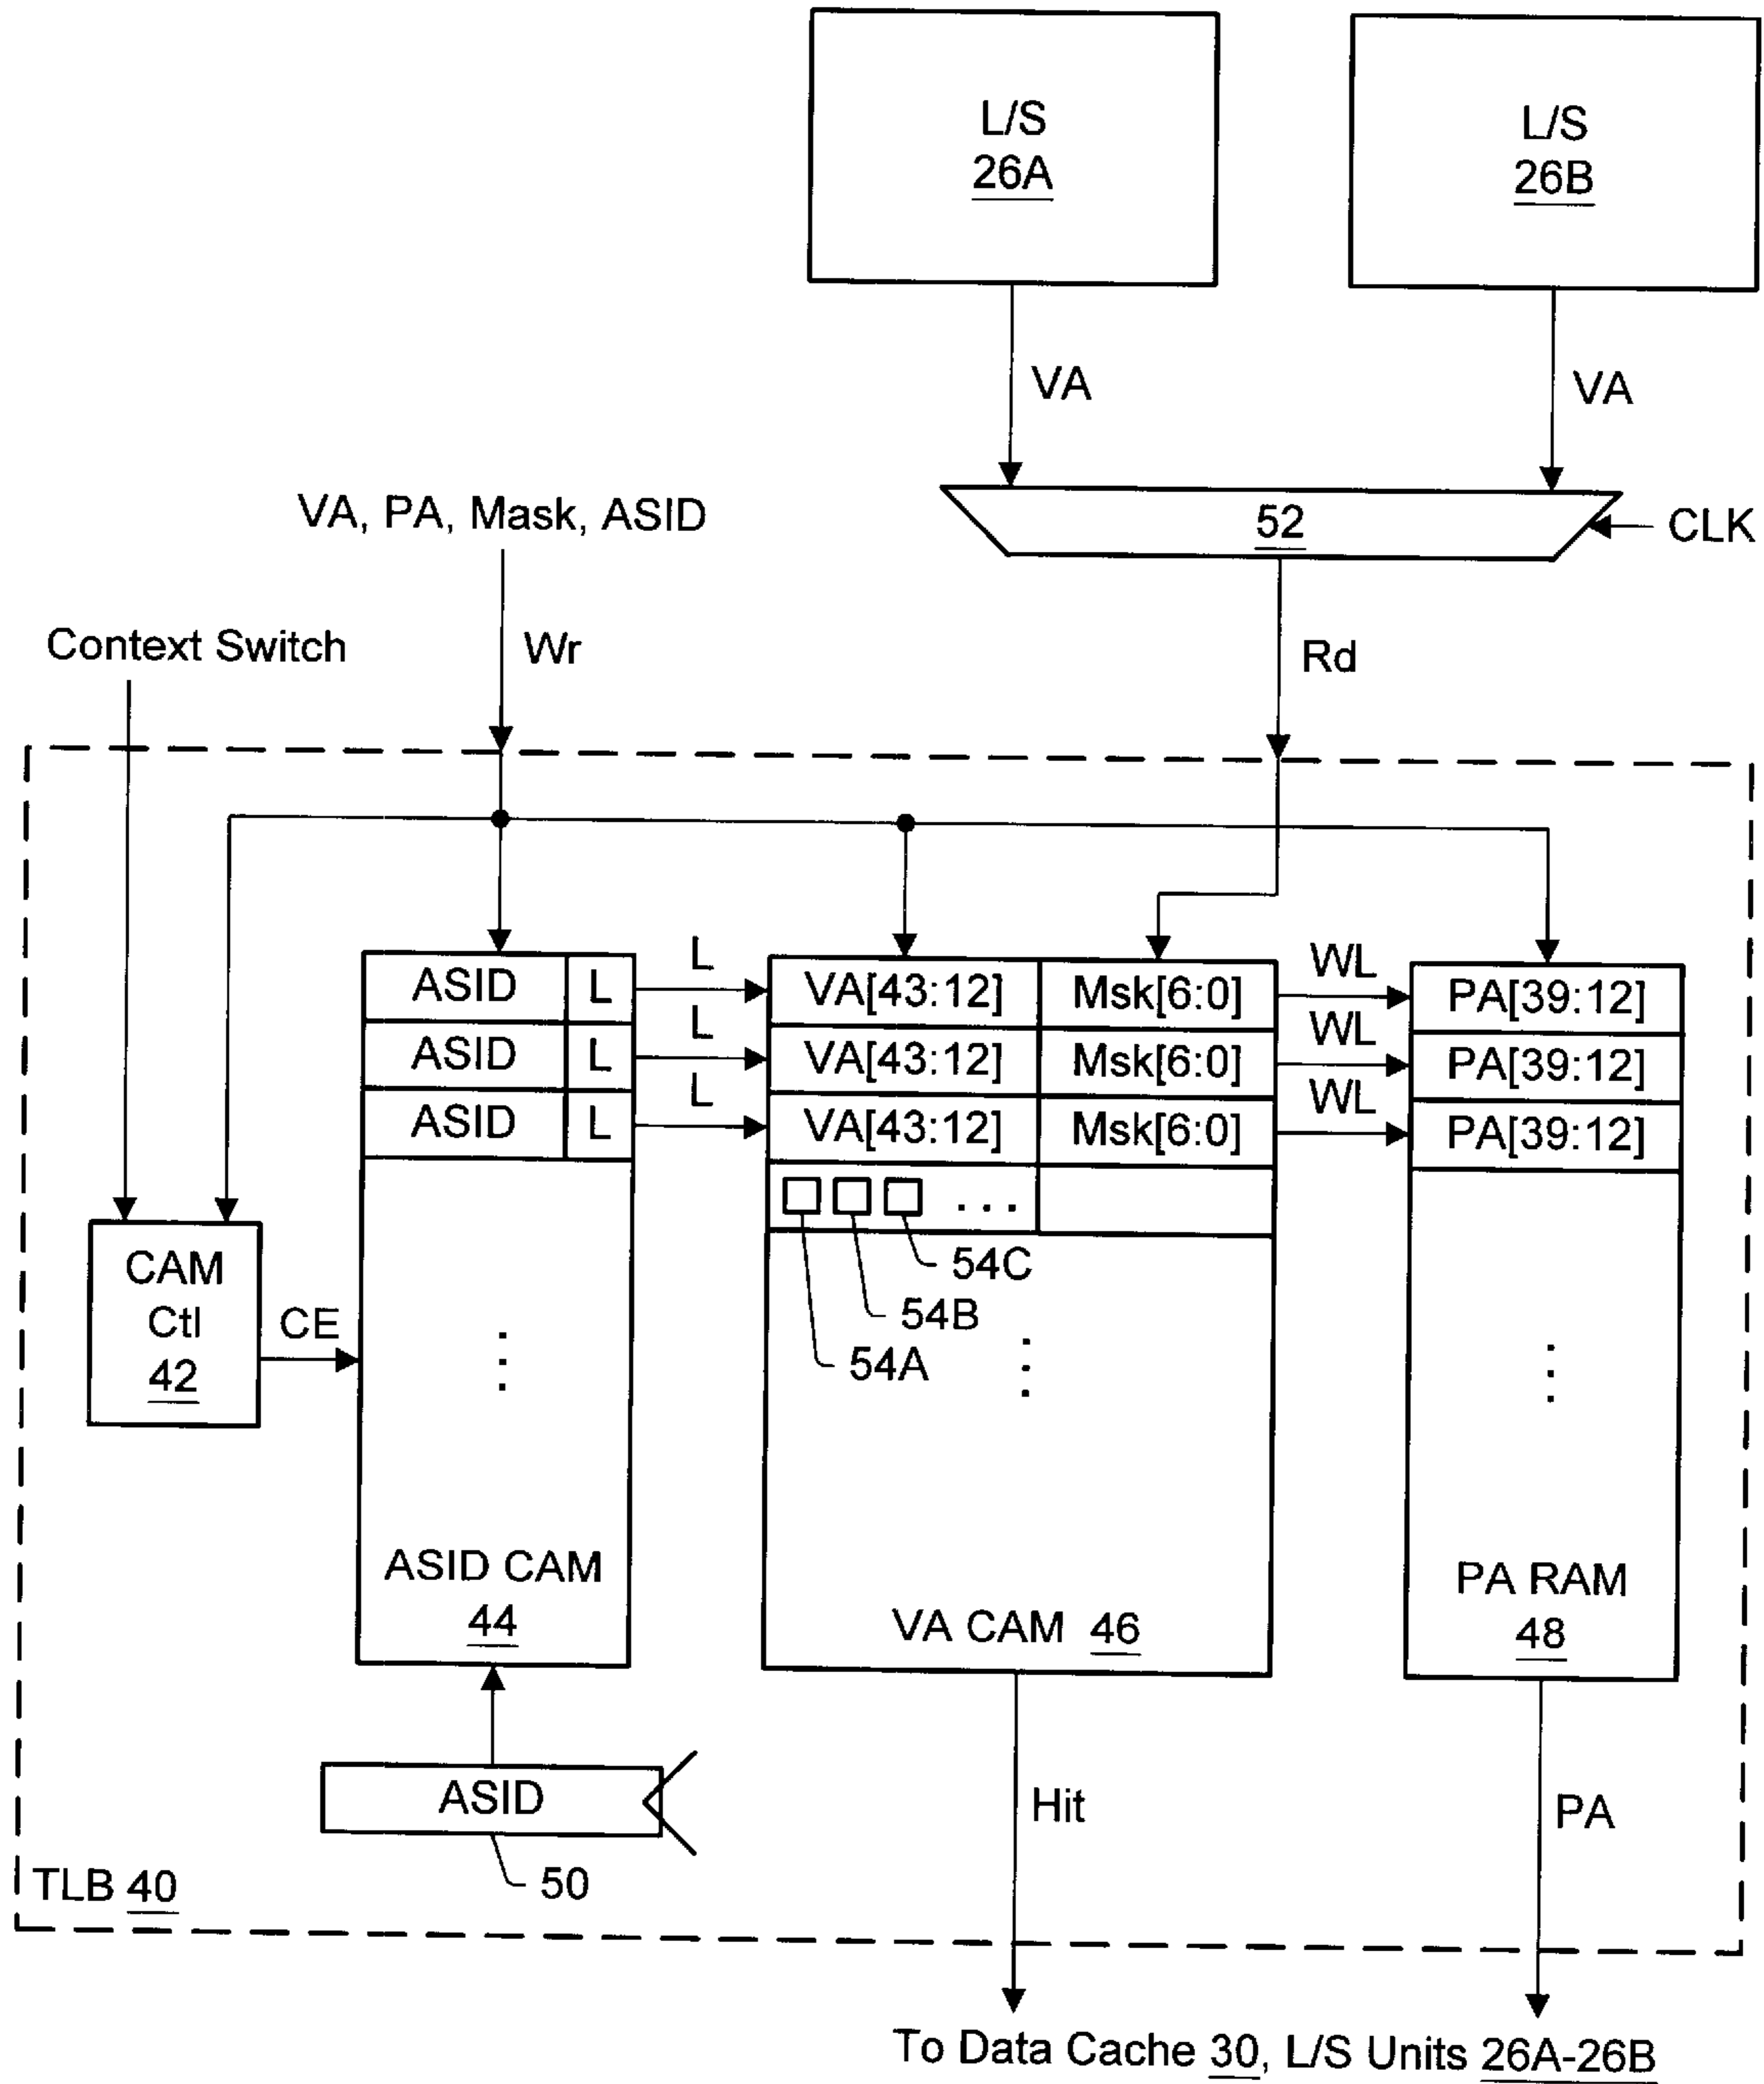 L/S
26A
L/S
26B
VA
VA
VA, PA, Mask, ASID
52
CLK
Context Switch
Wr
Rd
ASID L
L
VA[43:12] Msk[6:0]
WL
PA[39:12]
ASID L
L
VA[43:12] Msk[6:0]
WL
PA[39:12]
ASID L
L
VA[43:12] Msk[6:0]
WL
PA[39:12]
. . .
54C
54B
54A
CAM
Ctl
42
CE
ASID CAM
44
VA CAM 46
PA RAM
48
ASID
50
Hit
PA
TLB 40
To Data Cache 30, L/S Units 26A-26B